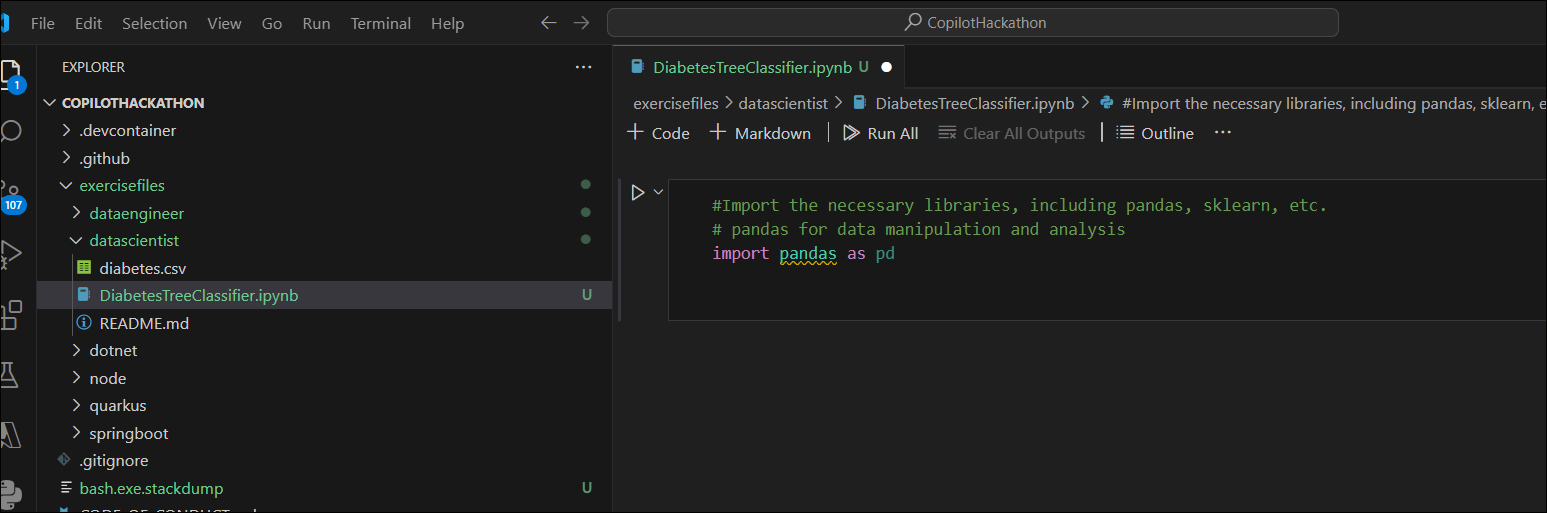 File Edit Selection View Go Run Terminal Help
CopilotHackathon
EXPLORER
1
107
COPILOTHACKATHON
.devcontainer
.github
exercisefiles
dataengineer
datascientist
diabetes.csv
DiabetesTreeClassifier.ipynb U
README.md
dotnet
node
quarkus
springboot
.gitignore
bash.exe.stackdump U
DiabetesTreeClassifier.ipynb U
exercisefiles > datascientist > DiabetesTreeClassifier.ipynb > #Import the necessary libraries, including pandas, sklearn, e
+ Code + Markdown | Run All Clear All Outputs | Outline ...
#Import the necessary libraries, including pandas, sklearn, etc.
# pandas for data manipulation and analysis
import pandas as pd